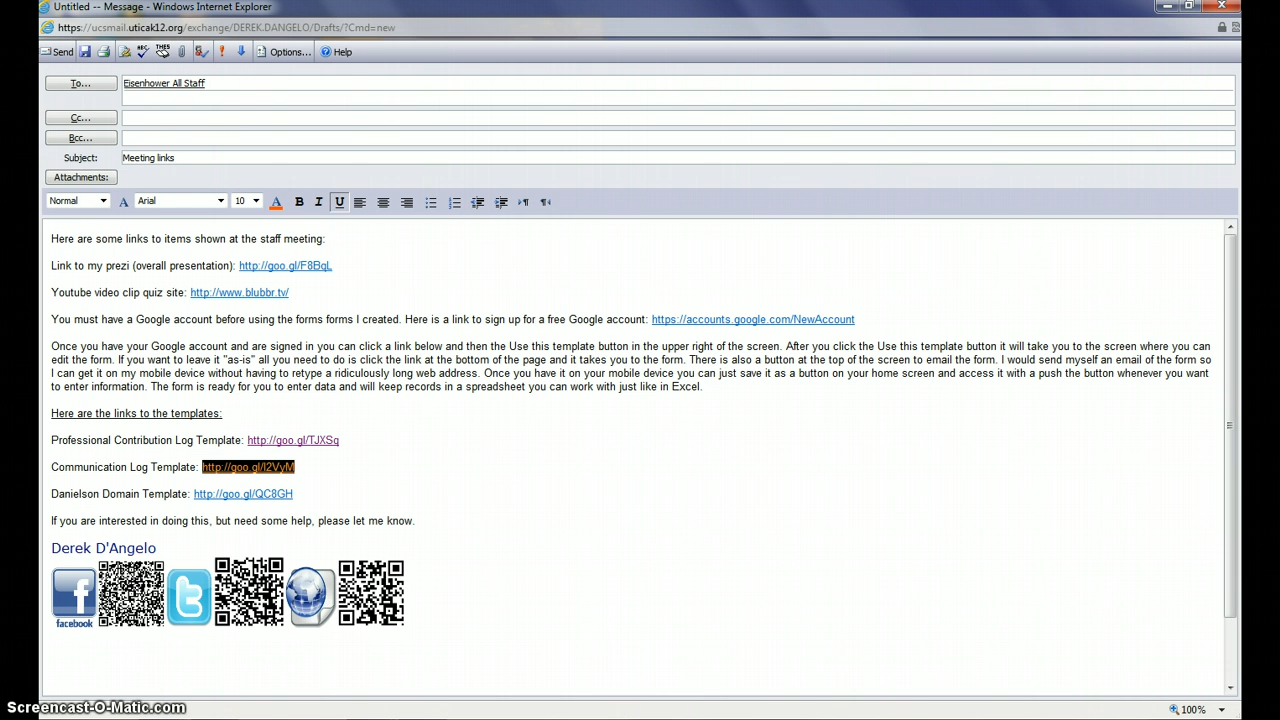 Untitled -- Message - Windows Internet Explorer
https://ucsmail.uticak12.org/exchange/DEREK.DANGELO/Drafts/?Cmd=new
Send ABC THES Options... Help
To... Eisenhower All Staff
Cc...
Bcc...
Subject: Meeting links
Attachments:
Normal A Arial 10 A B I U
Here are some links to items shown at the staff meeting:
Link to my prezi (overall presentation): http://goo.gl/F8BqL
Youtube video clip quiz site: http://www.blubbr.tv/
You must have a Google account before using the forms forms I created. Here is a link to sign up for a free Google account: https://accounts.google.com/NewAccount
Once you have your Google account and are signed in you can click a link below and then the Use this template button in the upper right of the screen. After you click the Use this template button it will take you to the screen where you can
edit the form. If you want to leave it "as-is" all you need to do is click the link at the bottom of the page and it takes you to the form. There is also a button at the top of the screen to email the form. I would send myself an email of the form so
I can get it on my mobile device without having to retype a ridiculously long web address. Once you have it on your mobile device you can just save it as a button on your home screen and access it with a push the button whenever you want
to enter information. The form is ready for you to enter data and will keep records in a spreadsheet you can work with just like in Excel.
Here are the links to the templates:
Professional Contribution Log Template: http://goo.gl/TJXSq
Communication Log Template: http://goo.gl/l2VyM
Danielson Domain Template: http://goo.gl/QC8GH
If you are interested in doing this, but need some help, please let me know.
Derek D'Angelo
facebook
Screencast-O-Matic.com
100%